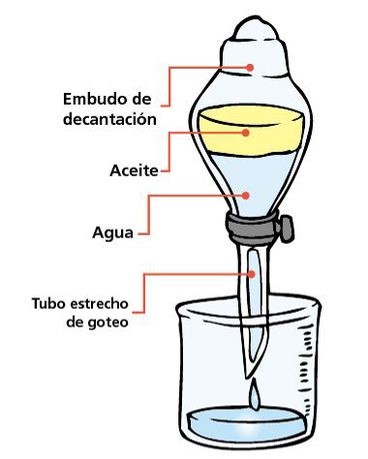 Embudo de
decantación
Aceite
Agua
Tubo estrecho
de goteo